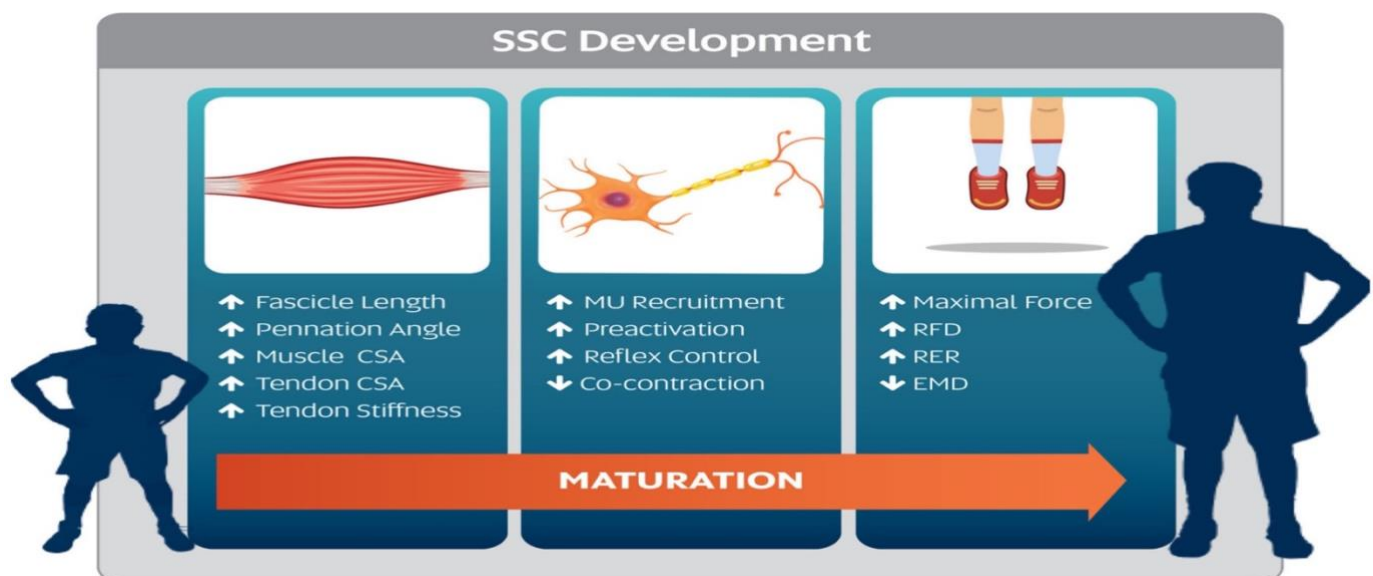 SSC Development
↑ Fascicle Length
↑ Pennation Angle
↑ Muscle CSA
↑ Tendon CSA
↑ Tendon Stiffness
↑ MU Recruitment
↑ Preactivation
↑ Reflex Control
↓ Co-contraction
↑ Maximal Force
↑ RFD
↑ RER
↓ EMD
MATURATION